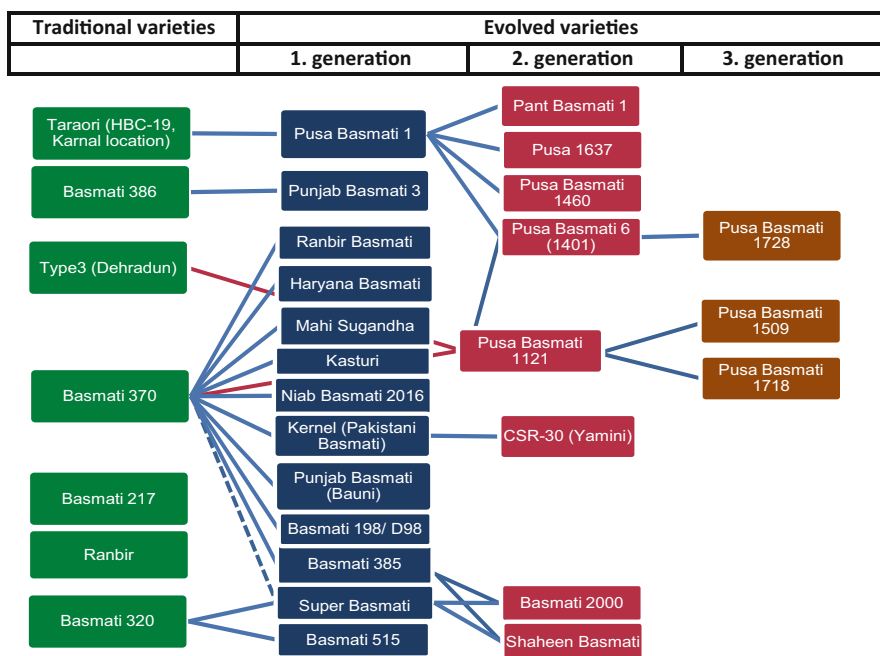 Traditional varieties
Evolved varieties
1. generation
2. generation
3. generation
Taraori (HBC-19,
Karnal location)
Basmati 386
Type3 (Dehradun)
Basmati 370
Basmati 217
Ranbir
Basmati 320
Pusa Basmati 1
Punjab Basmati 3
Ranbir Basmati
Haryana Basmati
Mahi Sugandha
Kasturi
Niab Basmati 2016
Kernel (Pakistani
Basmati)
Punjab Basmati
(Bauni)
Basmati 198/ D98
Basmati 385
Super Basmati
Basmati 515
Pant Basmati 1
Pusa 1637
Pusa Basmati
1460
Pusa Basmati 6
(1401)
Pusa Basmati
1121
CSR-30 (Yamini)
Basmati 2000
Shaheen Basmati
Pusa Basmati
1728
Pusa Basmati
1509
Pusa Basmati
1718